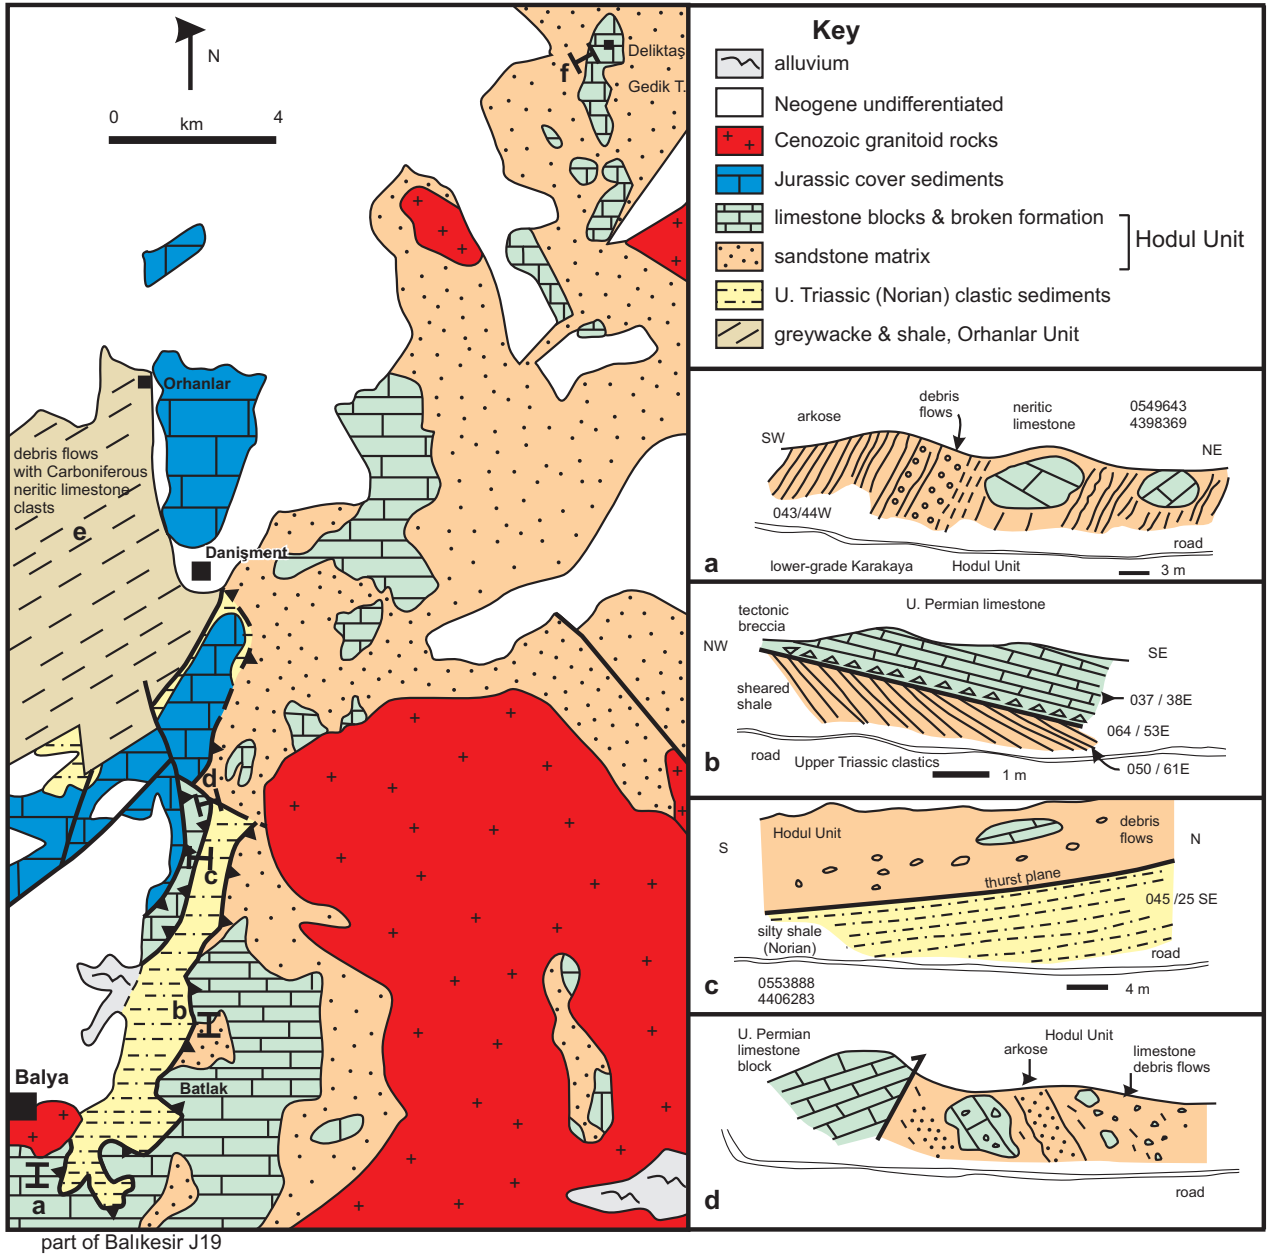 N
0 4
km
Deliktaş
f
Gedik T.
Orhanlar
debris flows
with Carboniferous
neritic limestone
clasts
e
Danişment
d
c
b
Balya
Batlak
a
part of Balıkesir J19
Key
alluvium
Neogene undifferentiated
Cenozoic granitoid rocks
Jurassic cover sediments
limestone blocks & broken formation
Hodul Unit
sandstone matrix
U. Triassic (Norian) clastic sediments
greywacke & shale, Orhanlar Unit
debris
flows
neritic
limestone
0549643
4398369
arkose
SW
NE
043/44W
road
a
lower-grade Karakaya
Hodul Unit
3 m
tectonic
breccia
U. Permian limestone
NW
SE
sheared
shale
037 / 38E
064 / 53E
road
Upper Triassic clastics
050 / 61E
b
1 m
Hodul Unit
debris
flows
S
N
thurst plane
045 /25 SE
silty shale
(Norian)
road
c
0553888
4406283
4 m
U. Permian
limestone
block
Hodul Unit
arkose
limestone
debris flows
d
road